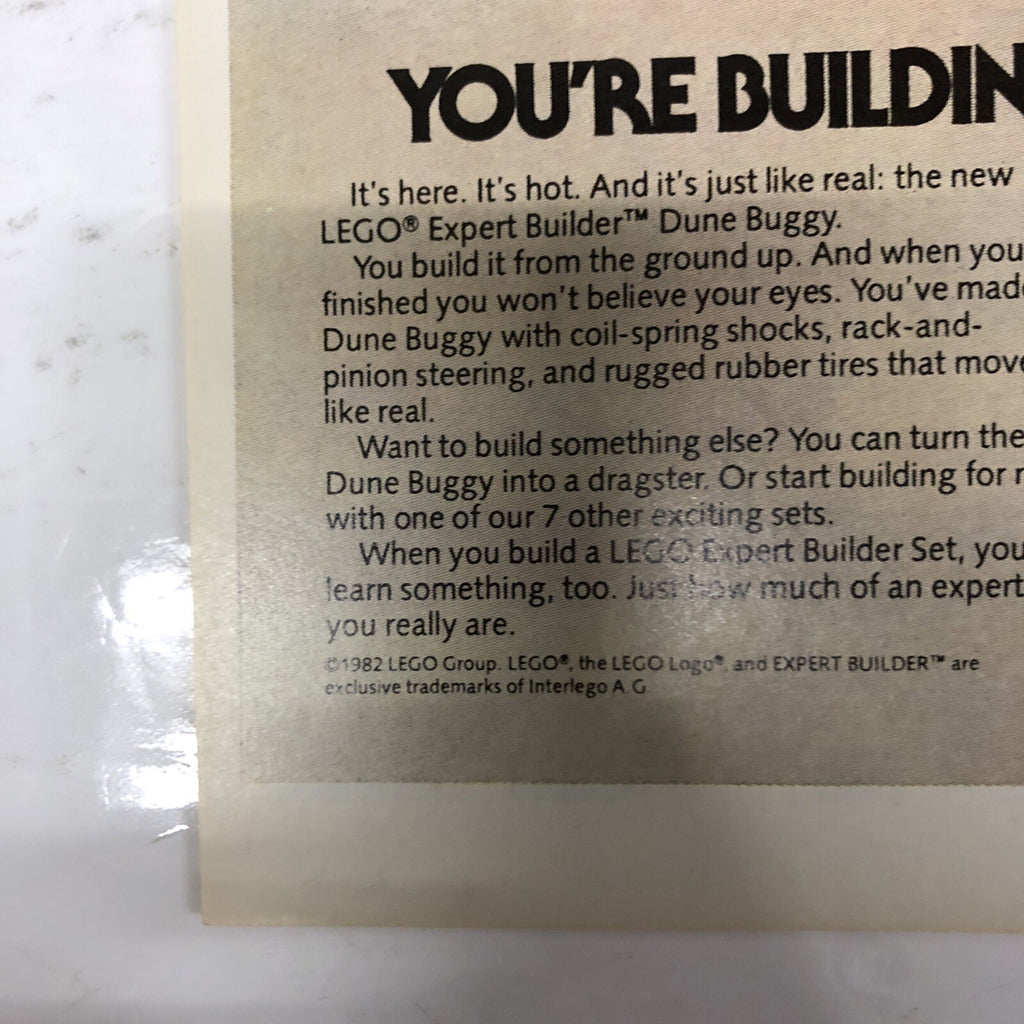 YOU'RE BUILDIN
It's here. It's hot. And it's just like real: the new
LEGO® Expert Builder™ Dune Buggy.
You build it from the ground up. And when you
finished you won't believe your eyes. You've mad
Dune Buggy with coil-spring shocks, rack-and-
pinion steering, and rugged rubber tires that move
like real.
Want to build something else? You can turn the
Dune Buggy into a dragster. Or start building for
with one of our 7 other exciting sets.
When you build a LEGO Expert Builder Set, you
learn something, too. Just how much of an expert
you really are.
©1982 LEGO Group. LEGO®, the LEGO Logo®, and EXPERT BUILDER™ are
exclusive trademarks of Interlego A.G